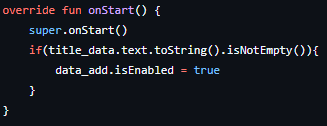 override fun onStart() {
    super.onStart()
    if(title_data.text.toString().isNotEmpty()){
        data_add.isEnabled = true
    }
}